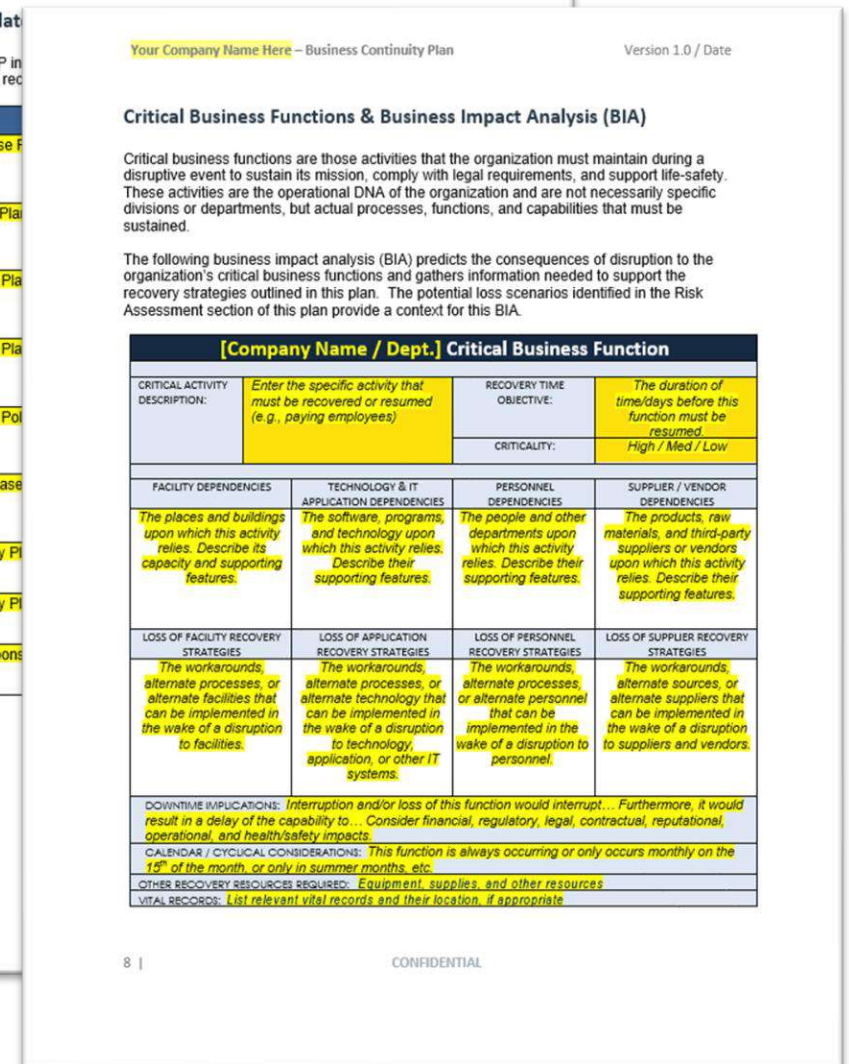 lat
P in
rec
se F
Pla
Pla
Pla
Pol
ase
y Pl
y Pl
ons
Your Company Name Here – Business Continuity Plan Version 1.0 / Date
Critical Business Functions & Business Impact Analysis (BIA)
Critical business functions are those activities that the organization must maintain during a
disruptive event to sustain its mission, comply with legal requirements, and support life-safety.
These activities are the operational DNA of the organization and are not necessarily specific
divisions or departments, but actual processes, functions, and capabilities that must be
sustained.
The following business impact analysis (BIA) predicts the consequences of disruption to the
organization's critical business functions and gathers information needed to support the
recovery strategies outlined in this plan. The potential loss scenarios identified in the Risk
Assessment section of this plan provide a context for this BIA.
[Company Name / Dept.] Critical Business Function
CRITICAL ACTIVITY
DESCRIPTION:
Enter the specific activity that
must be recovered or resumed
(e.g., paying employees)
RECOVERY TIME
OBJECTIVE:
The duration of
time/days before this
function must be
resumed.
CRITICALITY:
High / Med / Low
FACILITY DEPENDENCIES
The places and buildings
upon which this activity
relies. Describe its
capacity and supporting
features.
TECHNOLOGY & IT
APPLICATION DEPENDENCIES
The software, programs,
and technology upon
which this activity relies.
Describe their
supporting features.
PERSONNEL
DEPENDENCIES
The people and other
departments upon
which this activity
relies. Describe their
supporting features.
SUPPLIER / VENDOR
DEPENDENCIES
The products, raw
materials, and third-party
suppliers or vendors
upon which this activity
relies. Describe their
supporting features.
LOSS OF FACILITY RECOVERY
STRATEGIES
The workarounds,
alternate processes, or
alternate facilities that
can be implemented in
the wake of a disruption
to facilities.
LOSS OF APPLICATION
RECOVERY STRATEGIES
The workarounds,
alternate processes, or
alternate technology that
can be implemented in
the wake of a disruption
to technology,
application, or other IT
systems.
LOSS OF PERSONNEL
RECOVERY STRATEGIES
The workarounds,
alternate processes,
or alternate personnel
that can be
implemented in the
wake of a disruption to
personnel.
LOSS OF SUPPLIER RECOVERY
STRATEGIES
The workarounds,
alternate sources, or
alternate suppliers that
can be implemented in
the wake of a disruption
to suppliers and vendors.
DOWNTIME IMPLICATIONS: Interruption and/or loss of this function would interrupt… Furthermore, it would
result in a delay of the capability to… Consider financial, regulatory, legal, contractual, reputational,
operational, and health/safety impacts.
CALENDAR / CYCLICAL CONSIDERATIONS: This function is always occurring or only occurs monthly on the
15th of the month, or only in summer months, etc.
OTHER RECOVERY RESOURCES REQUIRED: Equipment, supplies, and other resources
VITAL RECORDS: List relevant vital records and their location, if appropriate
8 | CONFIDENTIAL